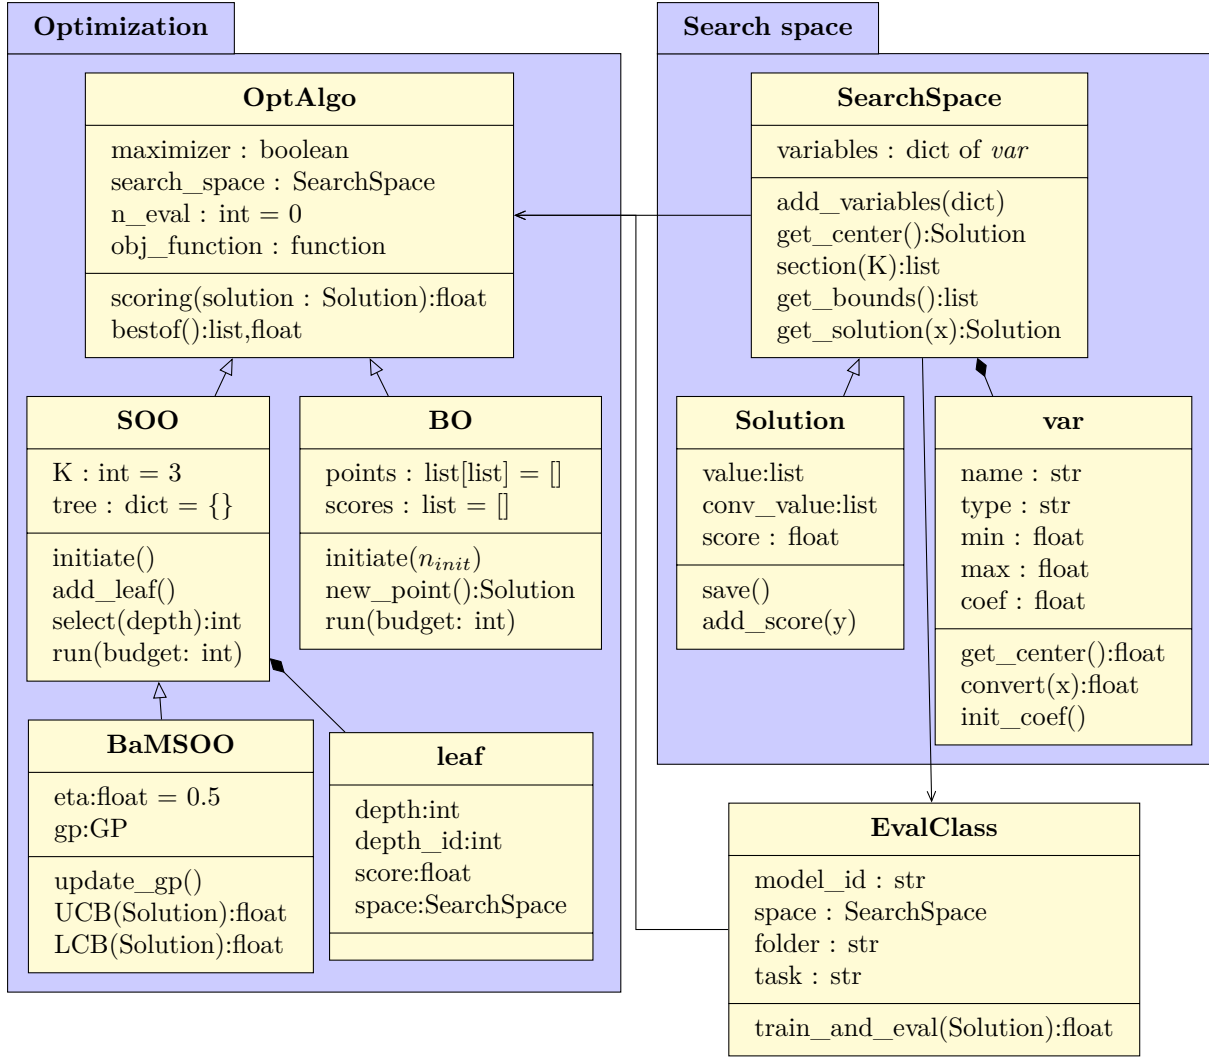 Optimization
OptAlgo
maximizer : boolean
search_space : SearchSpace
n_eval : int = 0
obj_function : function
scoring(solution : Solution):float
bestof():list,float
SOO
K : int = 3
tree : dict = {}
initiate()
add_leaf()
select(depth):int
run(budget: int)
BO
points : list[list] = []
scores : list = []
initiate(n_init)
new_point():Solution
run(budget: int)
BaMSOO
eta:float = 0.5
gp:GP
update_gp()
UCB(Solution):float
LCB(Solution):float
leaf
depth:int
depth_id:int
score:float
space:SearchSpace
Search space
SearchSpace
variables : dict of var
add_variables(dict)
get_center():Solution
section(K):list
get_bounds():list
get_solution(x):Solution
Solution
value:list
conv_value:list
score : float
save()
add_score(y)
var
name : str
type : str
min : float
max : float
coef : float
get_center():float
convert(x):float
init_coef()
EvalClass
model_id : str
space : SearchSpace
folder : str
task : str
train_and_eval(Solution):float